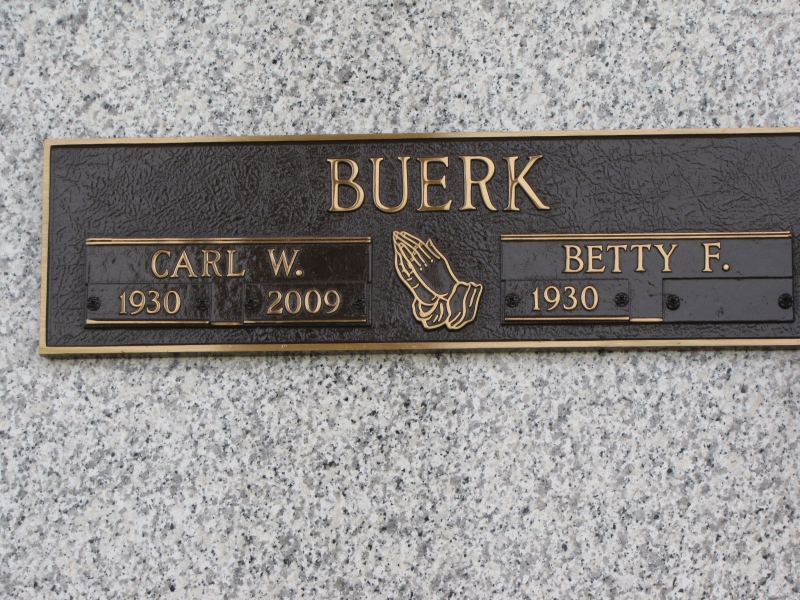 BUERK
CARL W.
1930 2009
BETTY F.
1930